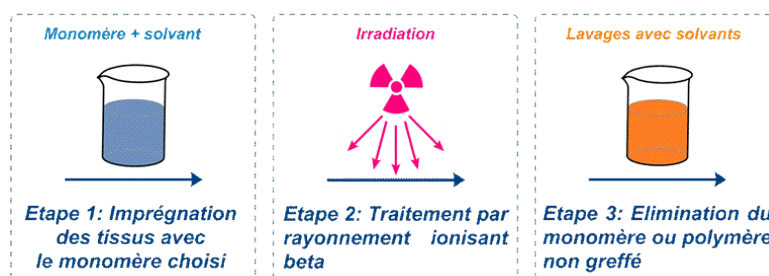 Monomère + solvant
Etape 1: Imprégnation
des tissus avec
le monomère choisi
Irradiation
Etape 2: Traitement par
rayonnement ionisant
beta
Lavages avec solvants
Etape 3: Elimination du
monomère ou polymère
non greffé